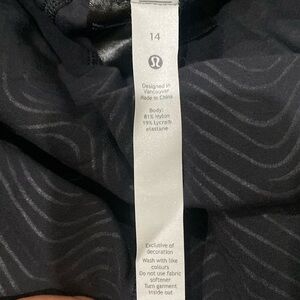 14
Designed in
Vancouver
Made in China
Body:
81% Nylon
19% Lycra®
elastane
Exclusive of
decoration
Wash with like
colours
Do not use fabric
softener
Turn garment
inside out